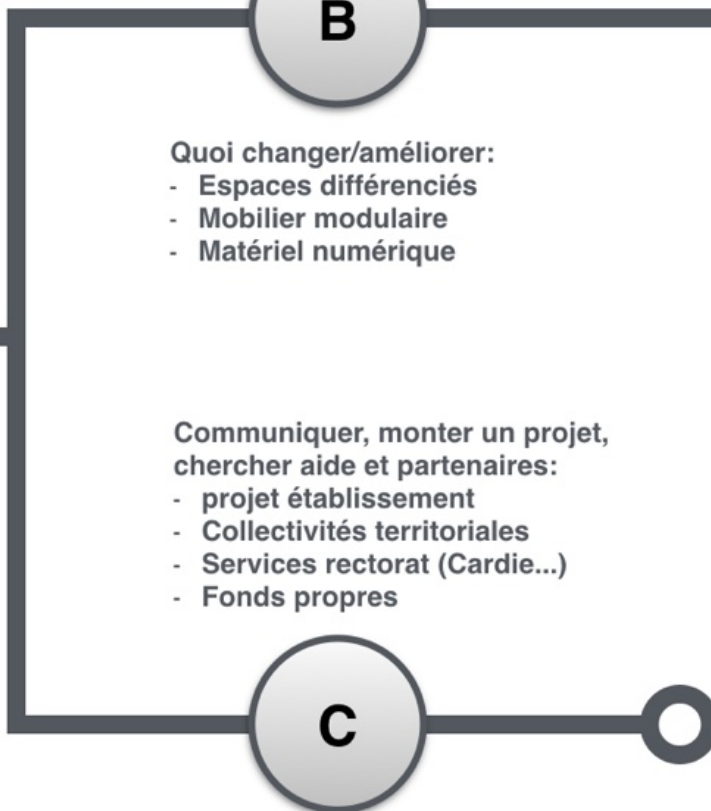 B
Quoi changer/améliorer:
- Espaces différenciés
- Mobilier modulaire
- Matériel numérique
Communiquer, monter un projet,
chercher aide et partenaires:
- projet établissement
- Collectivités territoriales
- Services rectorat (Cardie...)
- Fonds propres
C